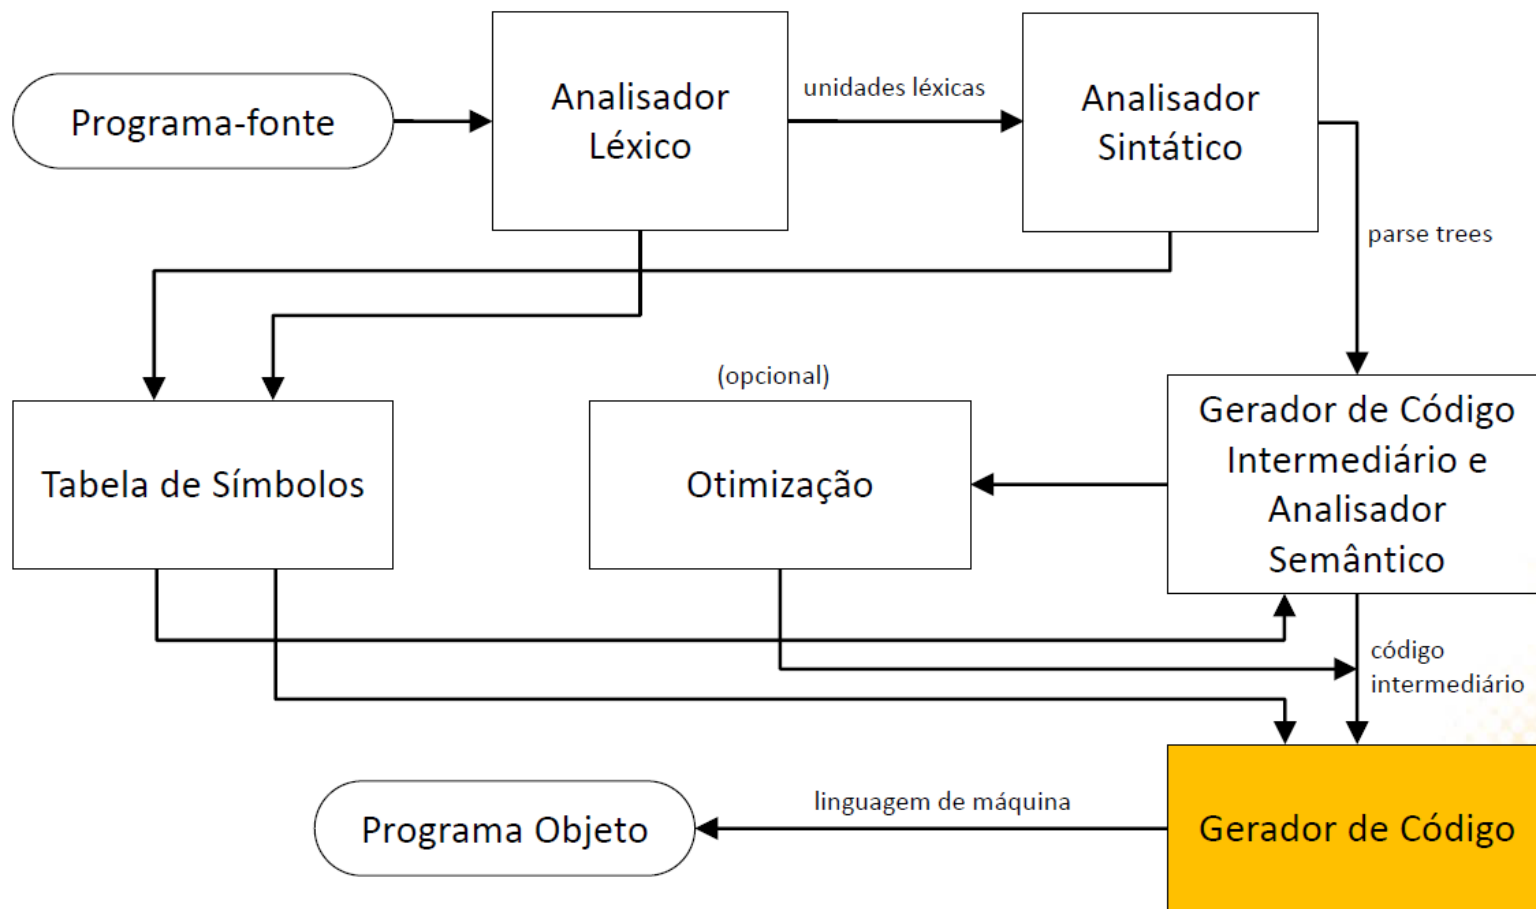 Programa-fonte
Analisador
Léxico
unidades léxicas
Analisador
Sintático
parse trees
(opcional)
Tabela de Símbolos
Otimização
Gerador de Código
Intermediário e
Analisador
Semântico
código
intermediário
Programa Objeto
linguagem de máquina
Gerador de Código